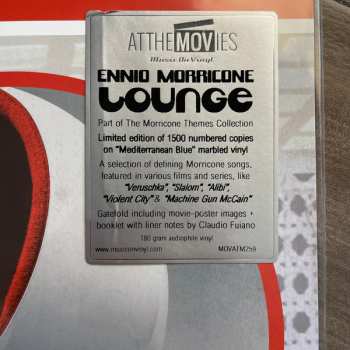 ATTHEMOVIES
Music On Vinyl
ENNIO MORRICONE
LOUNGE
Part of The Morricone Themes Collection
Limited edition of 1500 numbered copies
on "Mediterranean Blue" marbled vinyl
A selection of defining Morricone songs,
featured in various films and series, like
"Veruschka", "Slalom", "Alibi",
"Violent City" & "Machine Gun McCain"
Gatefold including movie-poster images +
booklet with liner notes by Claudio Fuiano
180 gram audiophile vinyl
www.musiconvinyl.com MOVATM259